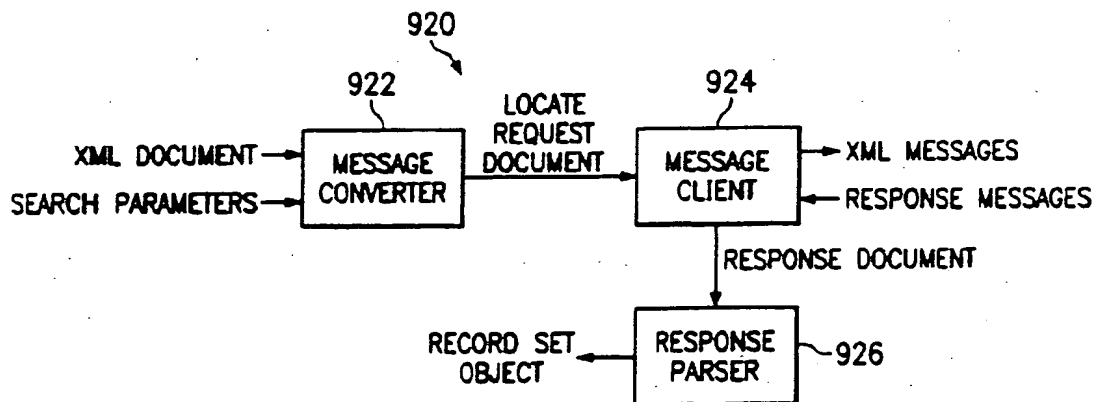 920
922
924
LOCATE
REQUEST
DOCUMENT
XML DOCUMENT
SEARCH PARAMETERS
MESSAGE
CONVERTER
MESSAGE
CLIENT
XML MESSAGES
RESPONSE MESSAGES
RESPONSE DOCUMENT
RECORD SET
OBJECT
RESPONSE
PARSER
926